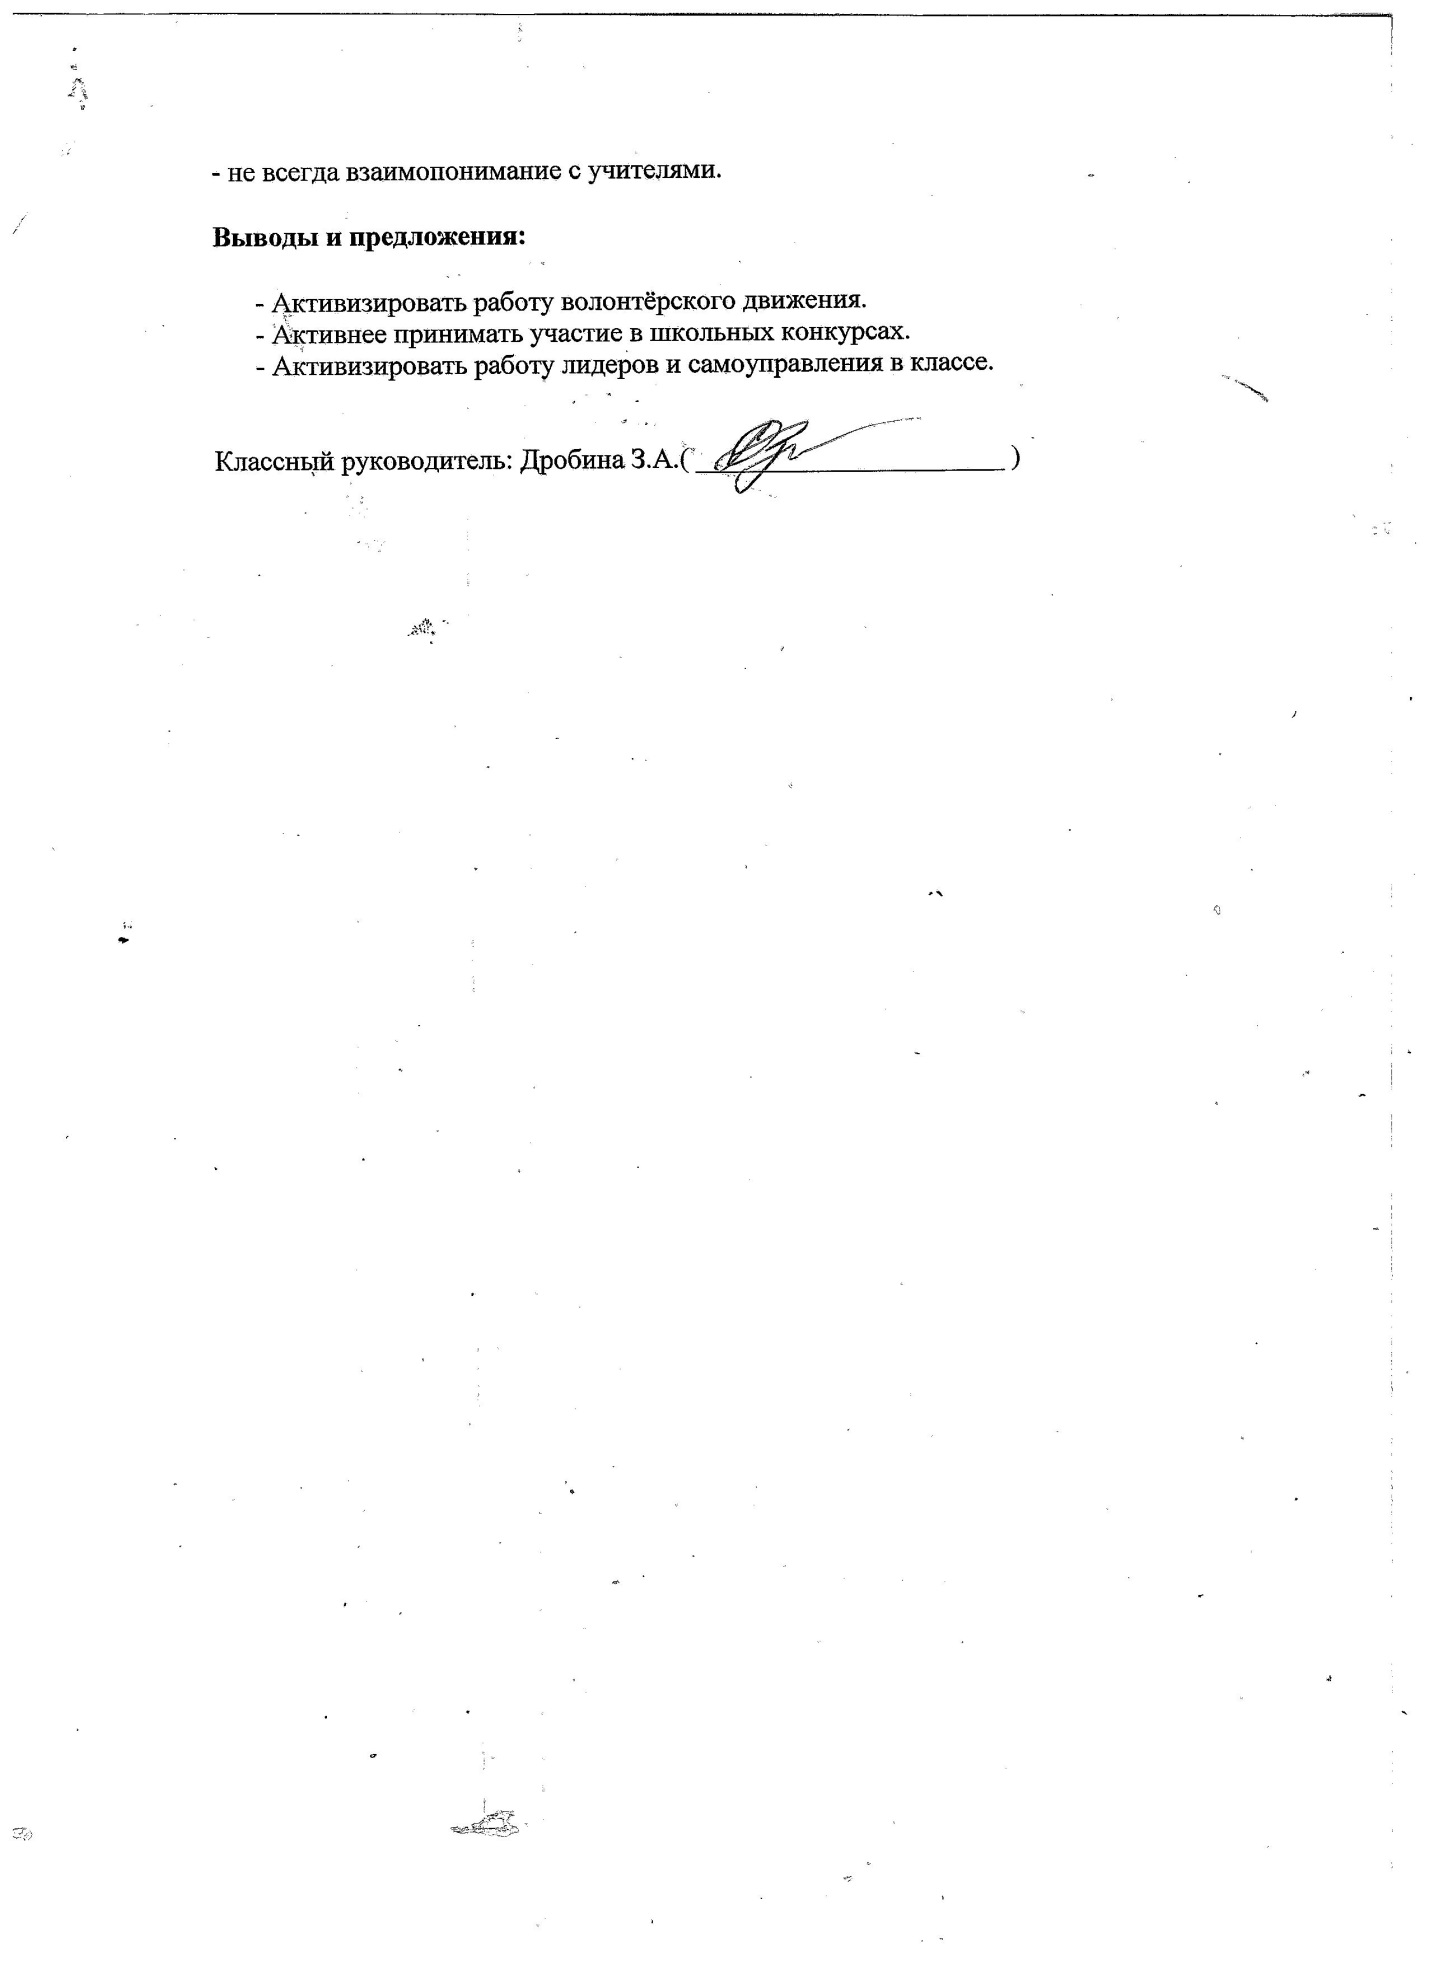 - не всегда взаимопонимание с учителями.
Выводы и предложения:
- Активизировать работу волонтёрского движения.
- Активнее принимать участие в школьных конкурсах.
- Активизировать работу лидеров и самоуправления в классе.
Классный руководитель: Дробина З.А.( )